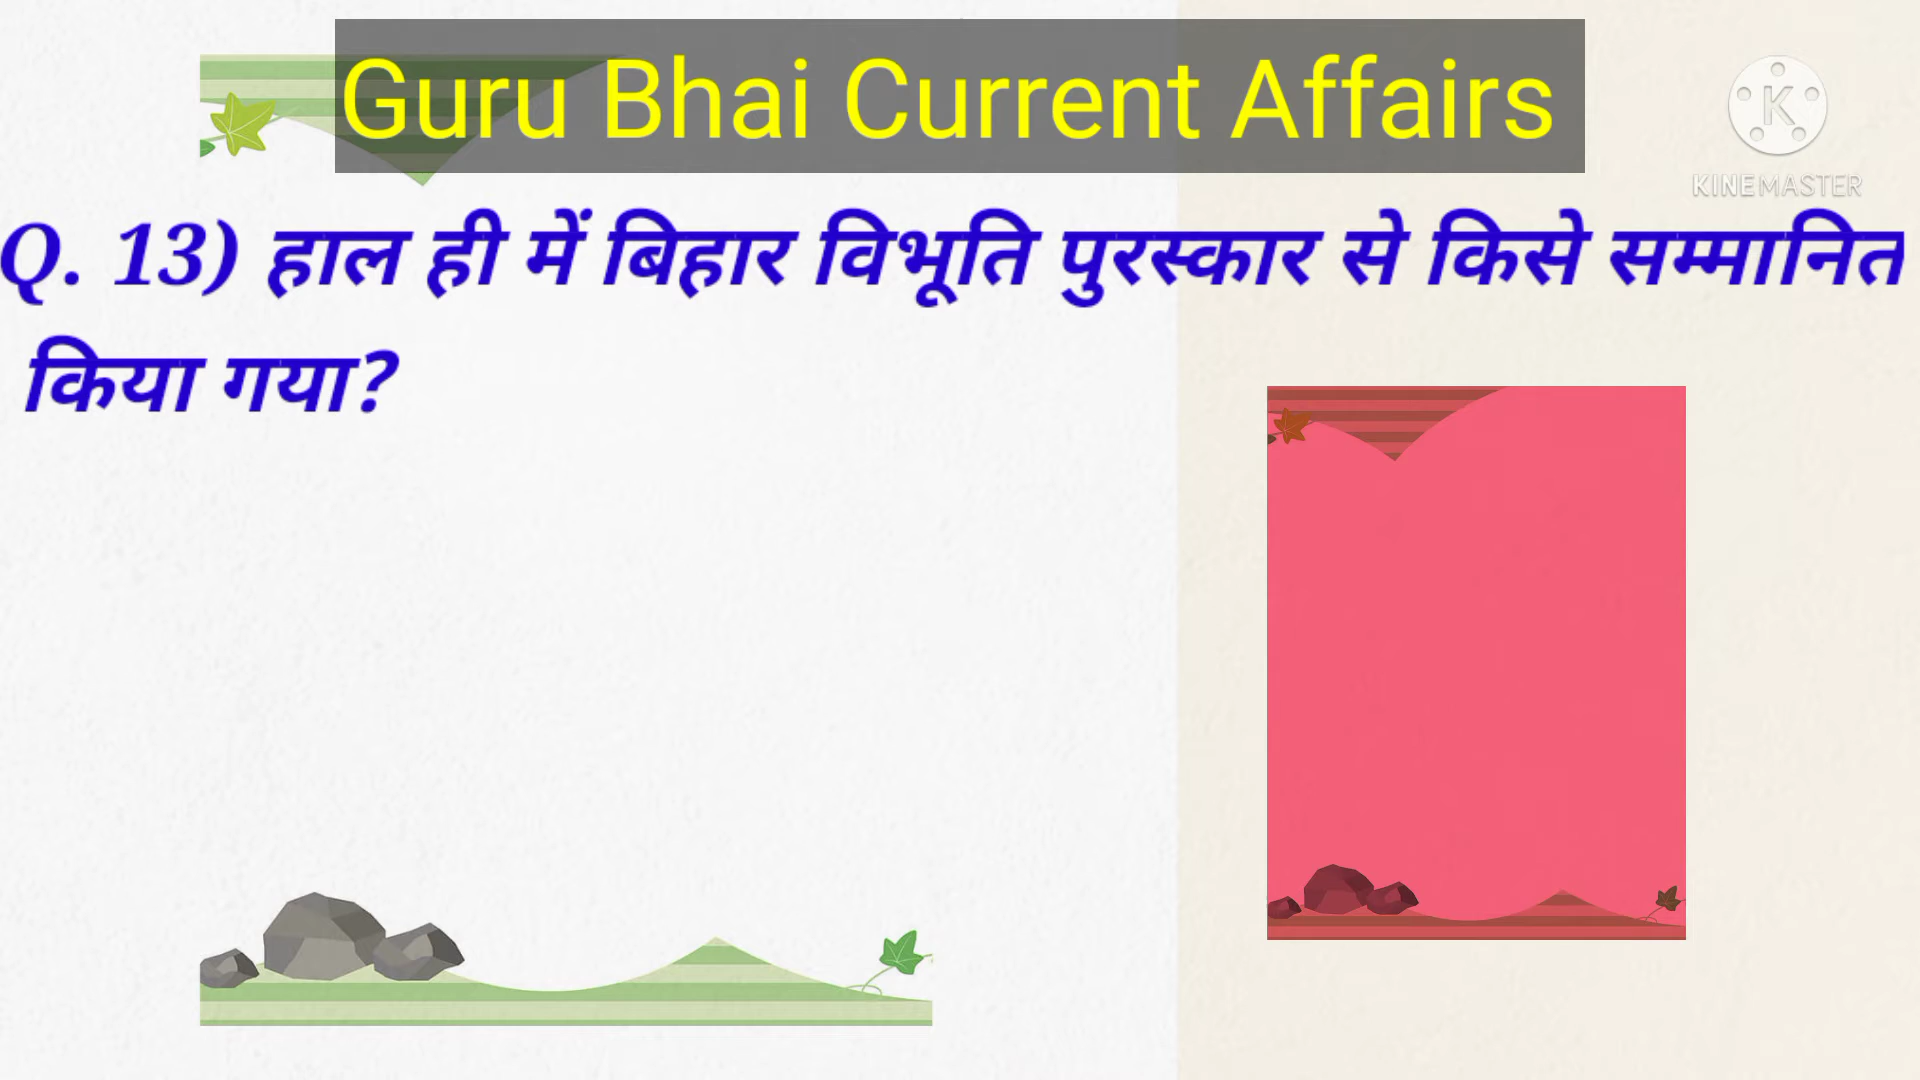 Guru Bhai Current Affairs
K
KINEMASTER
Q. 13) हाल ही में बिहार विभूति पुरस्कार से किसे सम्मानित
किया गया?